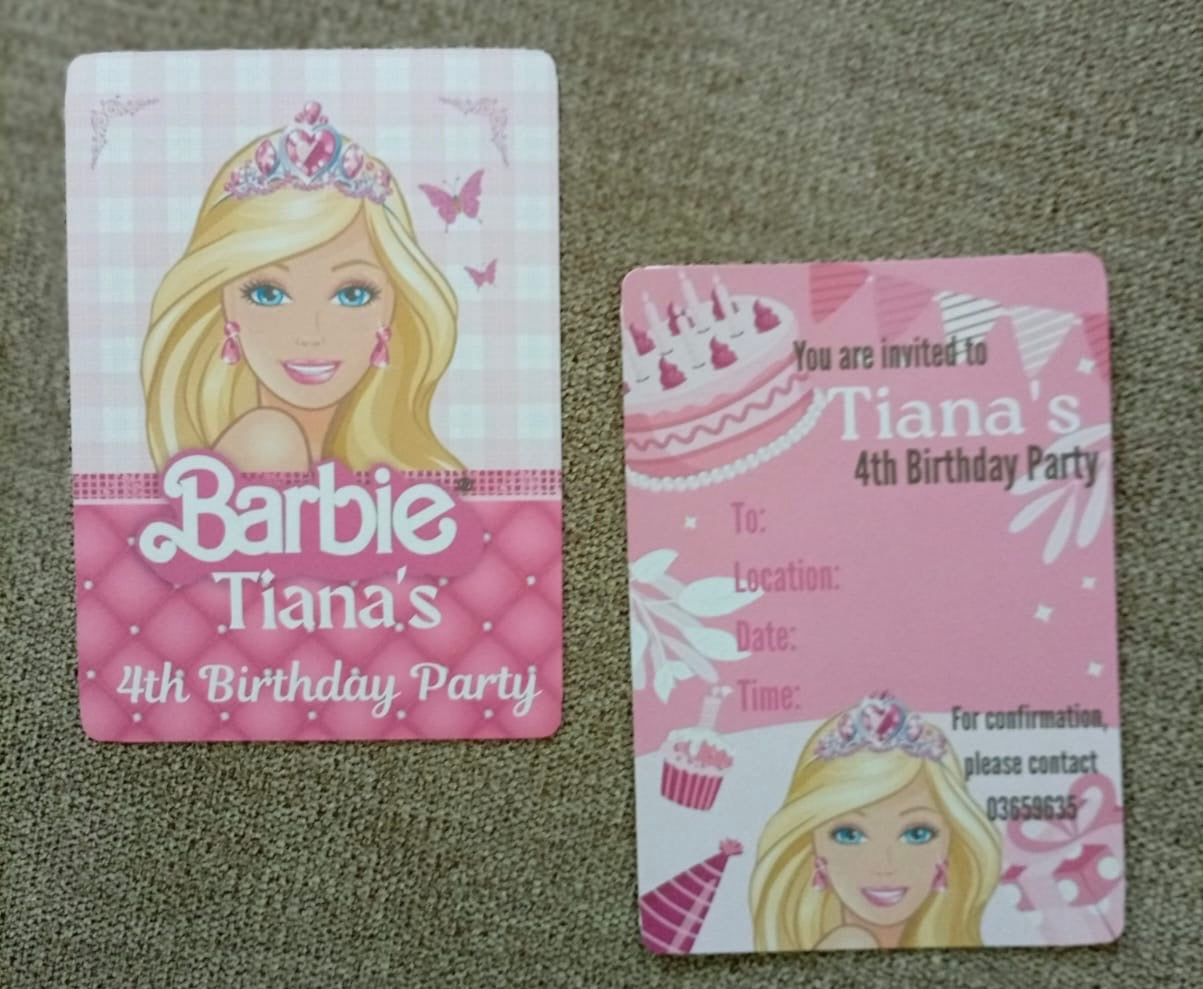 Barbie
Tiana's
4th Birthday Party
You are invited to
Tiana's
4th Birthday Party
To:
Location:
Date:
Time:
For confirmation,
please contact
03659635